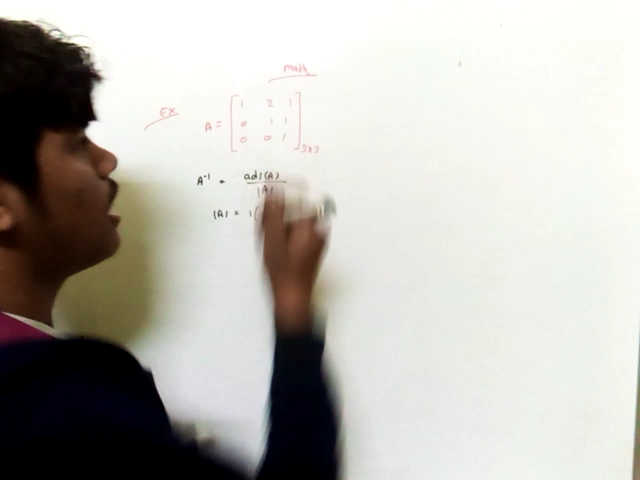 Math
Ex
A = [ 1 2 1
0 1 1
0 0 1 ] 3x3
A⁻¹ = adj(A)
|A|
|A| = 1(